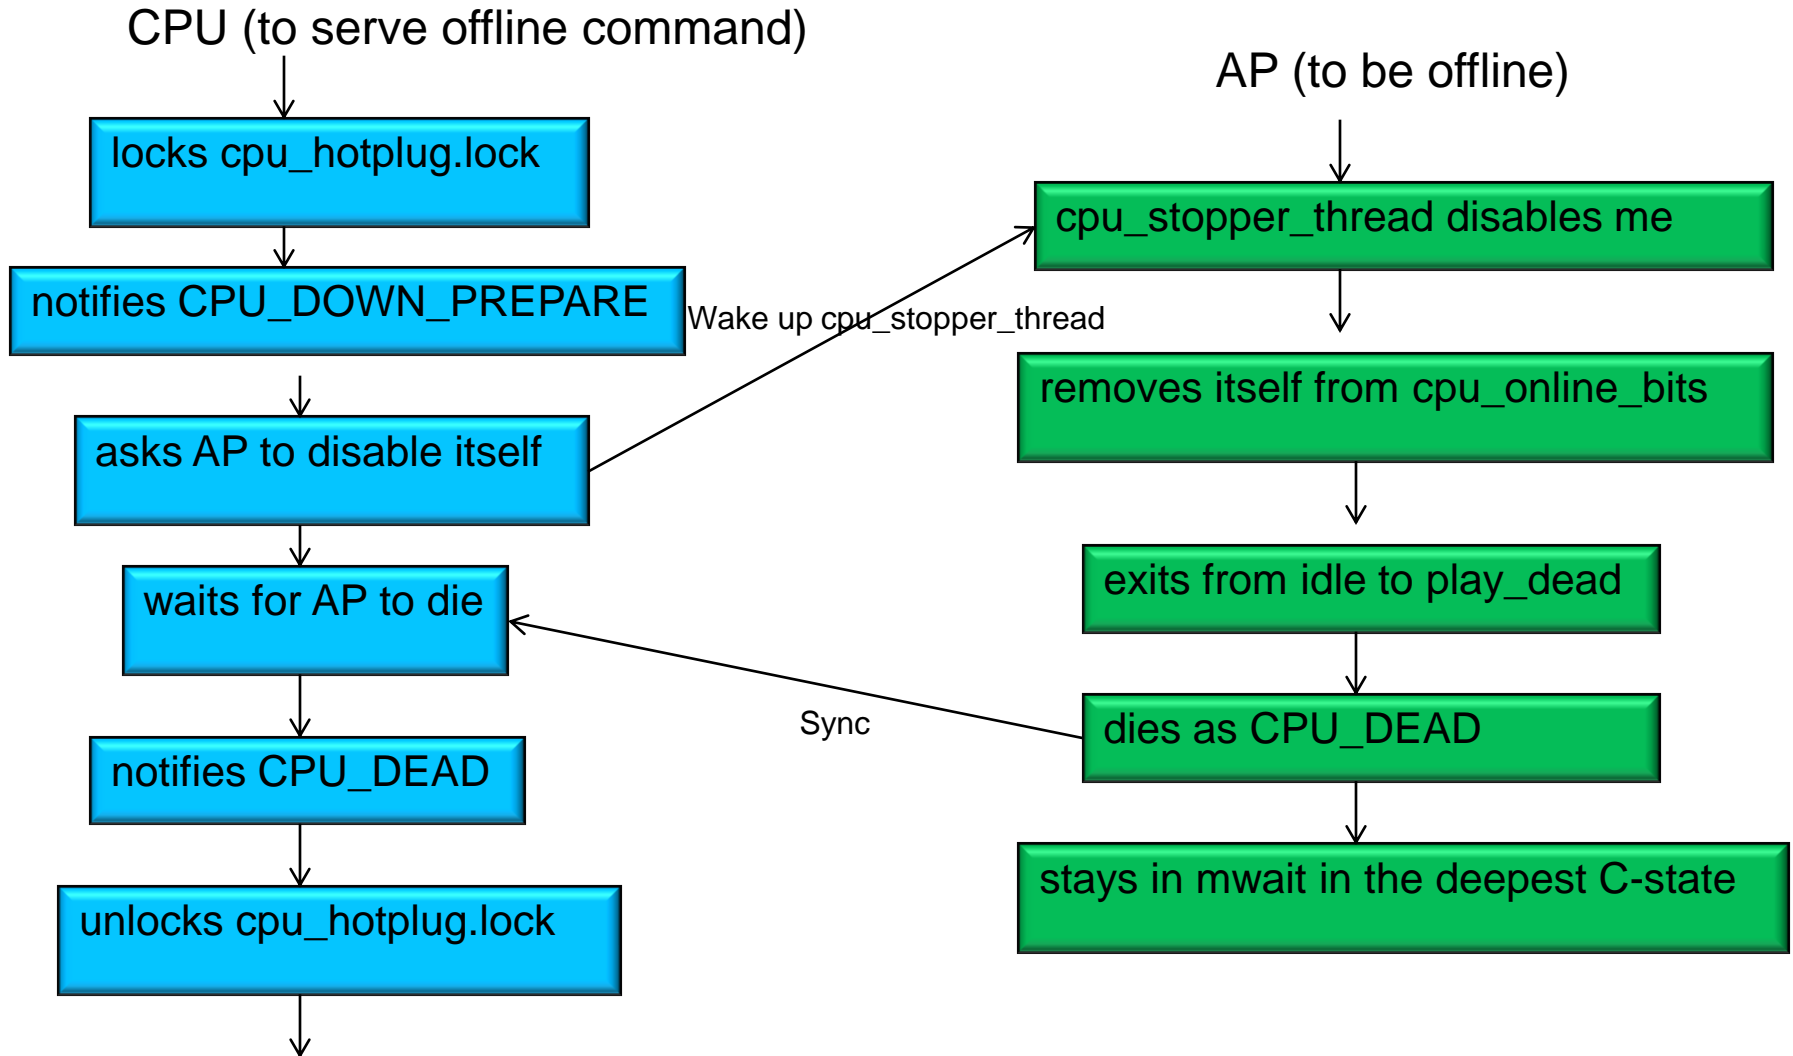 CPU (to serve offline command)
locks cpu_hotplug.lock
notifies CPU_DOWN_PREPARE
asks AP to disable itself
waits for AP to die
notifies CPU_DEAD
unlocks cpu_hotplug.lock
Wake up cpu_stopper_thread
Sync
AP (to be offline)
cpu_stopper_thread disables me
removes itself from cpu_online_bits
exits from idle to play_dead
dies as CPU_DEAD
stays in mwait in the deepest C-state